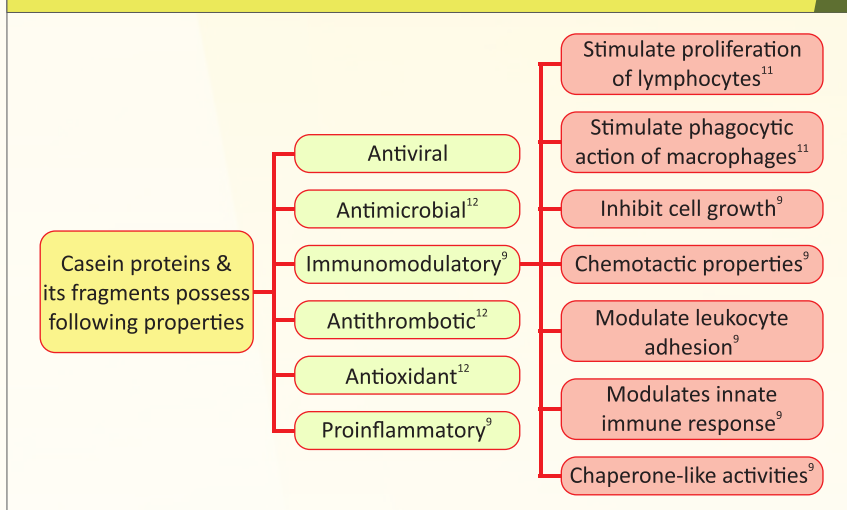 Casein proteins &
its fragments possess
following properties
Antiviral
Antimicrobial¹²
Immunomodulatory⁹
Antithrombotic¹²
Antioxidant¹²
Proinflammatory⁹
Stimulate proliferation
of lymphocytes¹¹
Stimulate phagocytic
action of macrophages¹¹
Inhibit cell growth⁹
Chemotactic properties⁹
Modulate leukocyte
adhesion⁹
Modulates innate
immune response⁹
Chaperone-like activities⁹